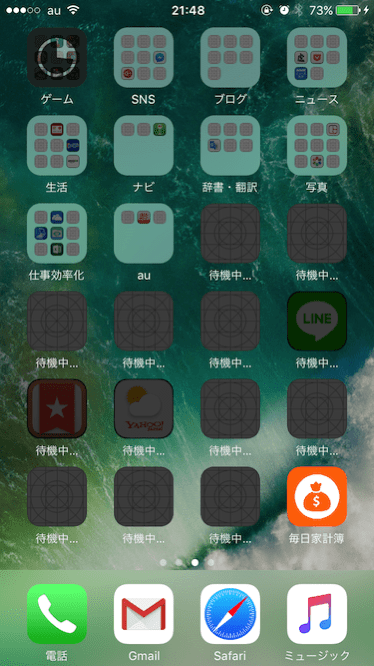 au 21:48 73%
ゲーム SNS ブログ ニュース
生活 ナビ 辞書・翻訳 写真
仕事効率化 au 待機中... 待機中...
LINE
待機中... 待機中... 待機中... 待機中...
YAHOO!
待機中... 待機中... 待機中... 待機中...
待機中... 待機中... 待機中... 毎日家計簿
電話 Gmail Safari ミュージック